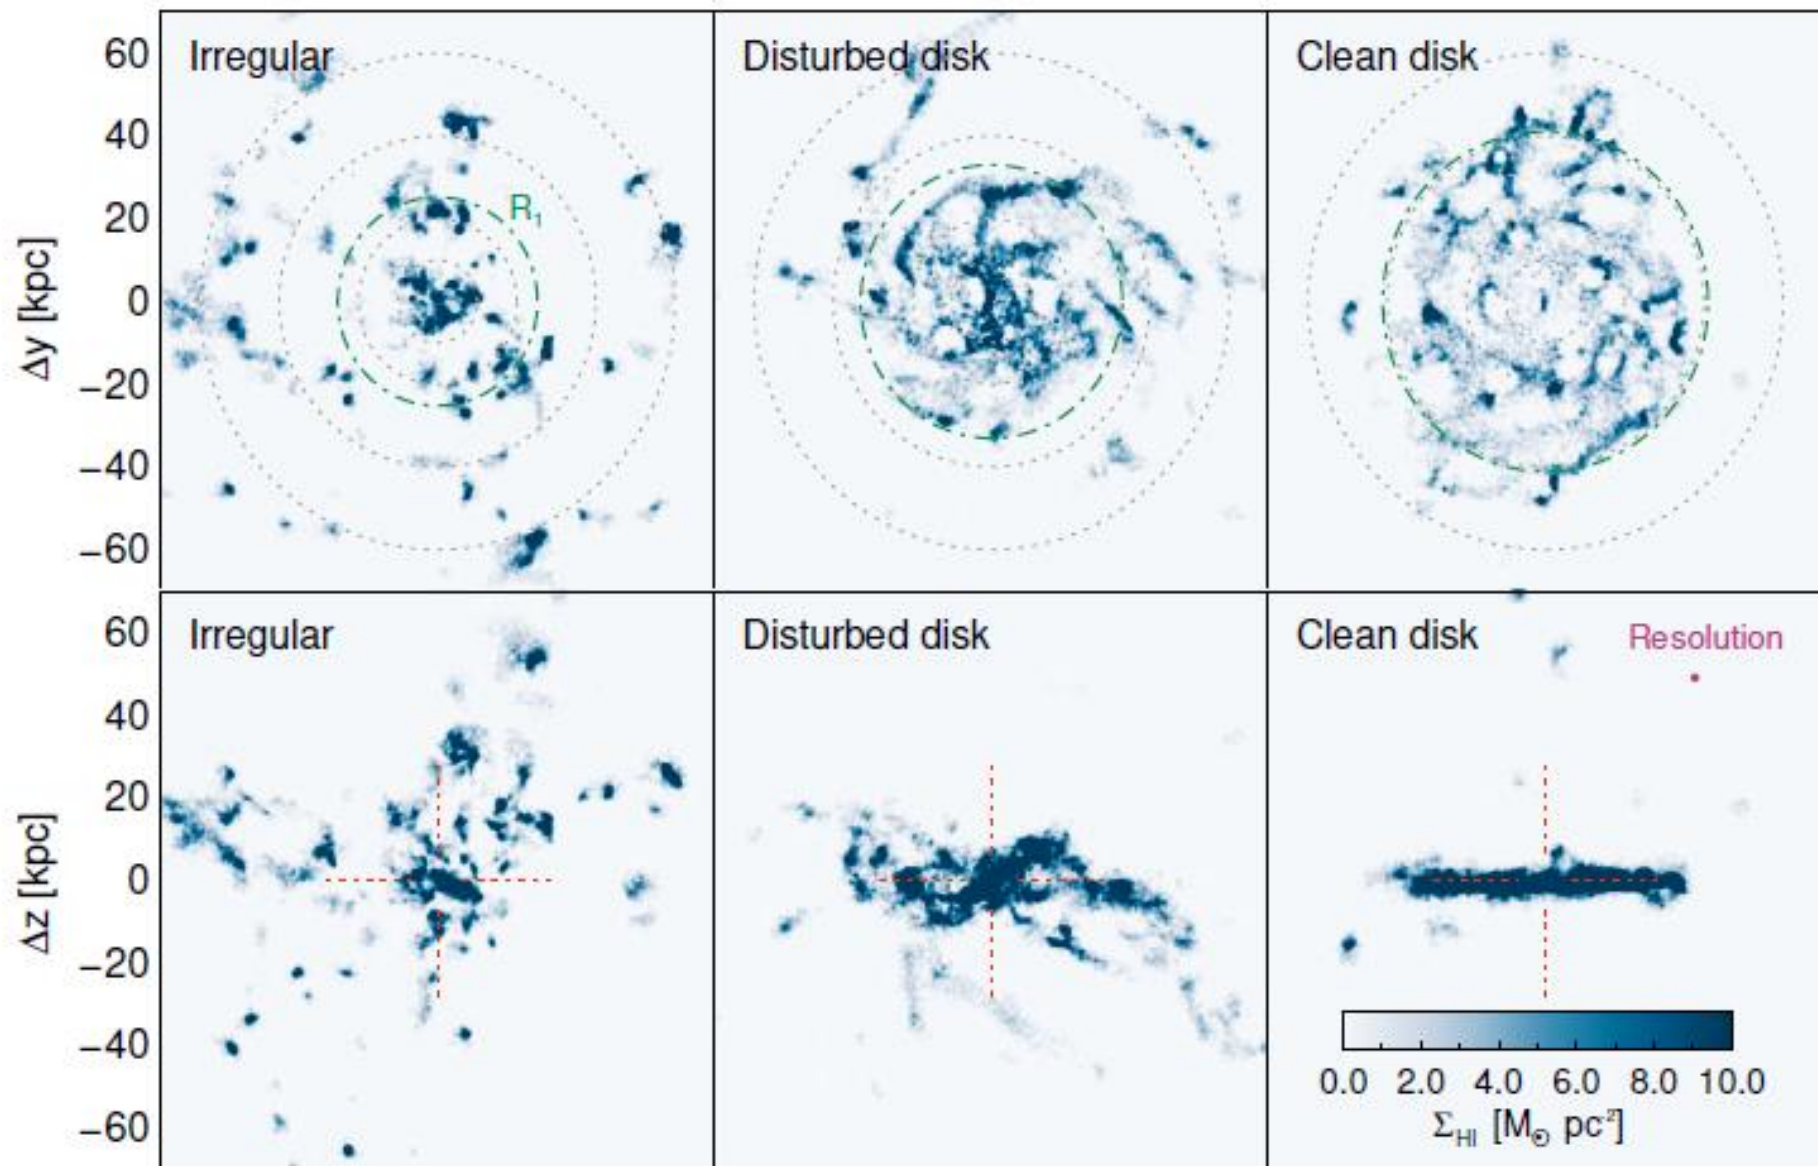 Irregular
Disturbed disk
Clean disk
R₁
60
40
20
0
−20
−40
−60
Δy [kpc]
Irregular
Disturbed disk
Clean disk
Resolution
60
40
20
0
−20
−40
−60
Δz [kpc]
0.0 2.0 4.0 6.0 8.0 10.0
Σ_HI [M_⊙ pc⁻²]